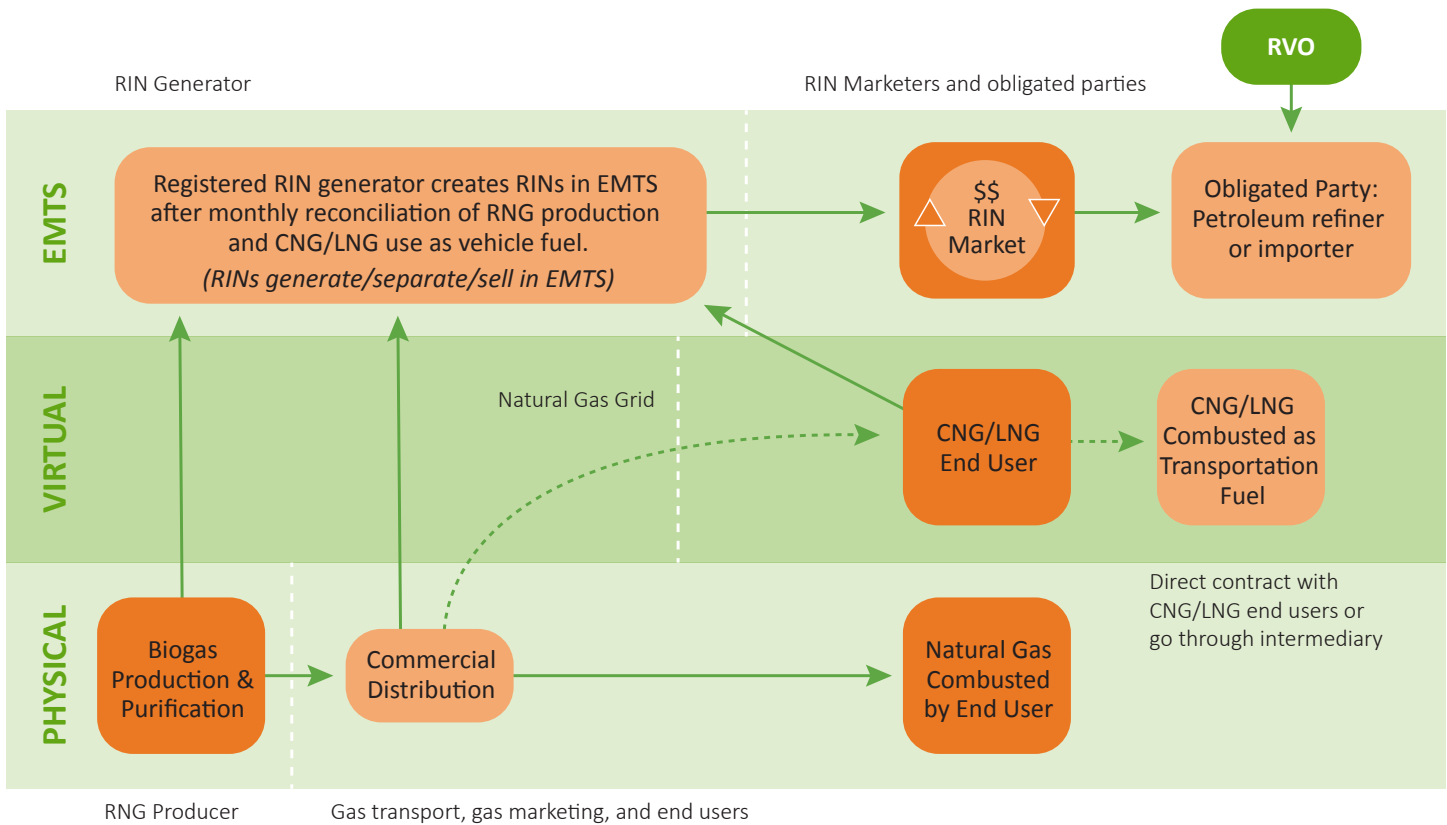 RVO
RIN Generator
RIN Marketers and obligated parties
EMTS
Registered RIN generator creates RINs in EMTS
after monthly reconciliation of RNG production
and CNG/LNG use as vehicle fuel.
(RINs generate/separate/sell in EMTS)
$$
RIN
Market
Obligated Party:
Petroleum refiner
or importer
VIRTUAL
Natural Gas Grid
CNG/LNG
End User
CNG/LNG
Combusted as
Transportation
Fuel
PHYSICAL
Biogas
Production &
Purification
Commercial
Distribution
Natural Gas
Combusted
by End User
Direct contract with
CNG/LNG end users or
go through intermediary
RNG Producer
Gas transport, gas marketing, and end users